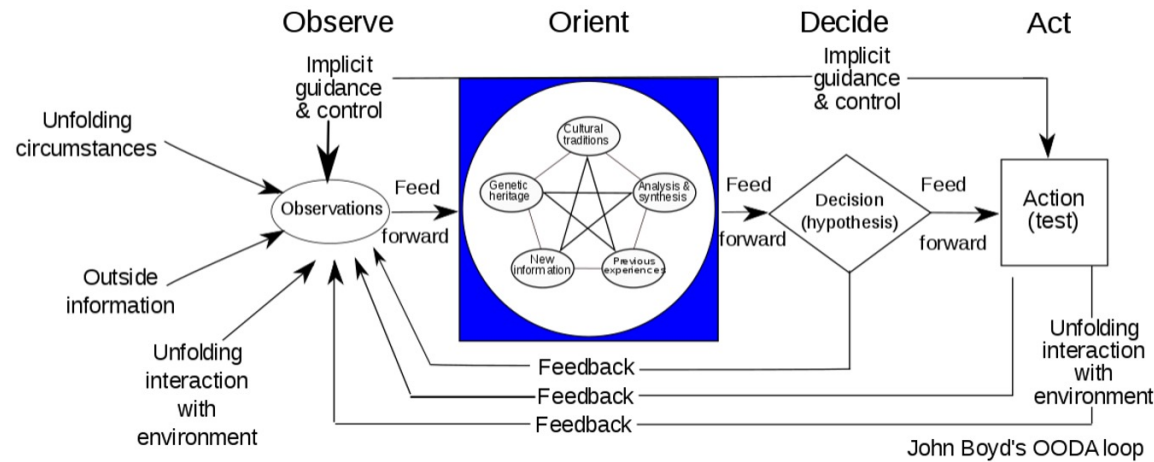 Observe
Orient
Decide
Act
Implicit
guidance
& control
Implicit
guidance
& control
Unfolding
circumstances
Cultural
traditions
Genetic
heritage
Analysis &
synthesis
New
information
Previous
experiences
Observations
Feed
forward
Feed
forward
Decision
(hypothesis)
Feed
forward
Action
(test)
Outside
information
Unfolding
interaction
with
environment
Unfolding
interaction
with
environment
Feedback
Feedback
Feedback
John Boyd's OODA loop